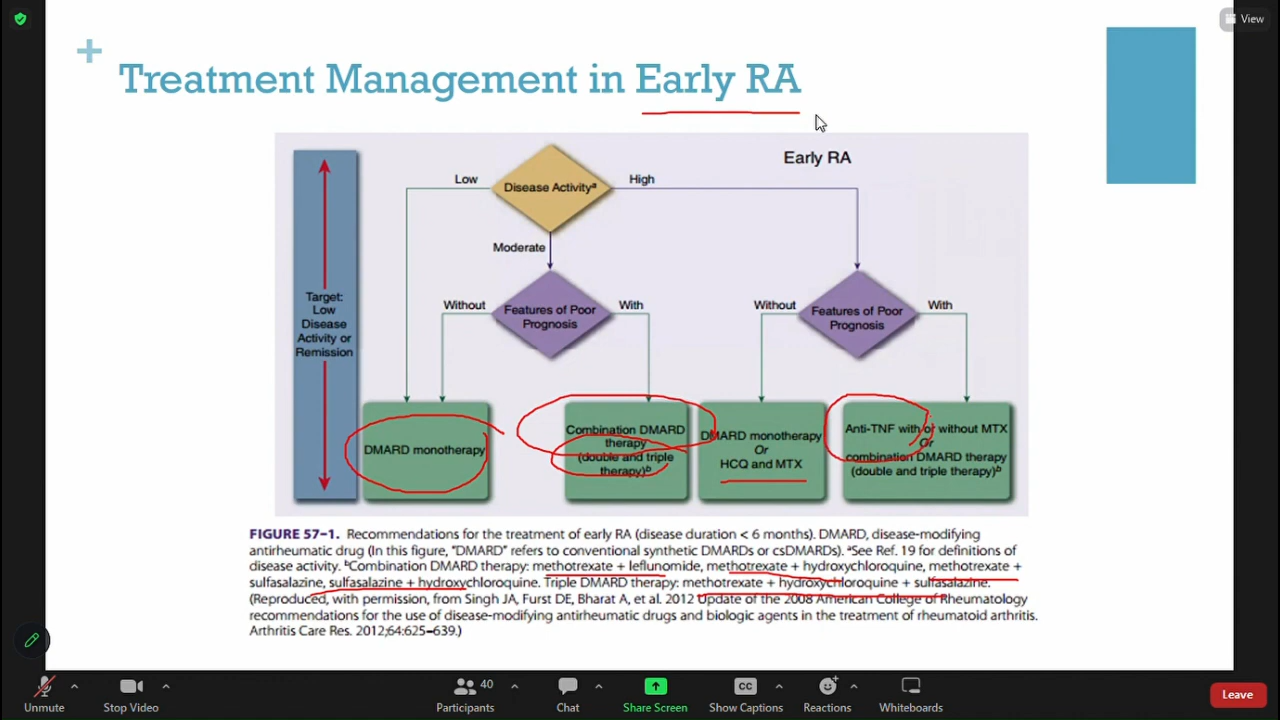 View
+
Treatment Management in Early RA
Early RA
Low
Disease Activityª
High
Moderate
Target:
Low
Disease
Activity or
Remission
Without
Features of Poor
Prognosis
With
Without
Features of Poor
Prognosis
With
DMARD monotherapy
Combination DMARD
therapy
(double and triple
therapy)ᵇ
DMARD monotherapy
Or
HCQ and MTX
Anti-TNF with or without MTX
Or
combination DMARD therapy
(double and triple therapy)ᵇ
FIGURE 57–1. Recommendations for the treatment of early RA (disease duration < 6 months). DMARD, disease-modifying
antirheumatic drug (In this figure, "DMARD" refers to conventional synthetic DMARDs or csDMARDs). ªSee Ref. 19 for definitions of
disease activity. ᵇCombination DMARD therapy: methotrexate + leflunomide, methotrexate + hydroxychloroquine, methotrexate +
sulfasalazine, sulfasalazine + hydroxychloroquine. Triple DMARD therapy: methotrexate + hydroxychloroquine + sulfasalazine.
(Reproduced, with permission, from Singh JA, Furst DE, Bharat A, et al. 2012 Update of the 2008 American College of Rheumatology
recommendations for the use of disease-modifying antirheumatic drugs and biologic agents in the treatment of rheumatoid arthritis.
Arthritis Care Res. 2012;64:625–639.)
Unmute
Stop Video
40
Participants
Chat
Share Screen
CC
Show Captions
Reactions
Whiteboards
Leave